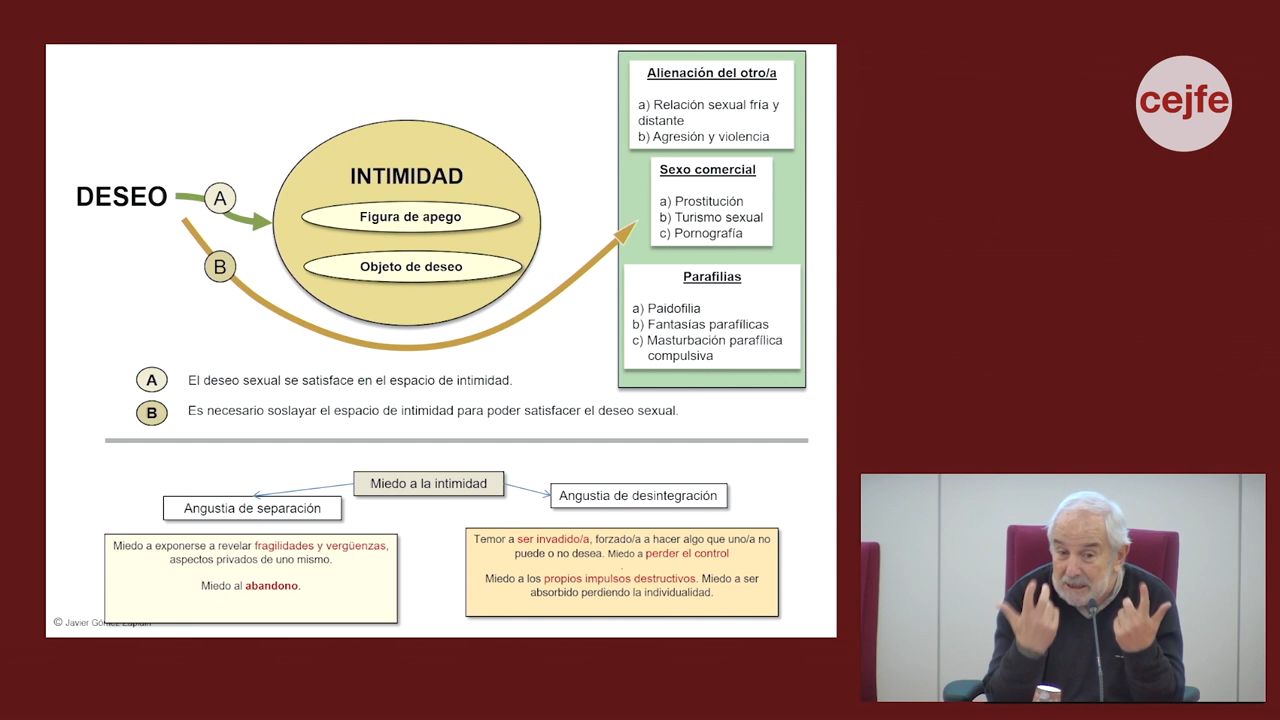 cejfe
Alienación del otro/a
a) Relación sexual fría y
distante
b) Agresión y violencia
Sexo comercial
a) Prostitución
b) Turismo sexual
c) Pornografía
Parafilias
a) Paidofilia
b) Fantasías parafílicas
c) Masturbación parafílica
compulsiva
DESEO
A
B
INTIMIDAD
Figura de apego
Objeto de deseo
A El deseo sexual se satisface en el espacio de intimidad.
B Es necesario soslayar el espacio de intimidad para poder satisfacer el deseo sexual.
Miedo a la intimidad
Angustia de separación
Angustia de desintegración
Miedo a exponerse a revelar fragilidades y vergüenzas,
aspectos privados de uno mismo.
Miedo al abandono.
Temor a ser invadido/a, forzado/a a hacer algo que uno/a no
puede o no desea. Miedo a perder el control
.
Miedo a los propios impulsos destructivos. Miedo a ser
absorbido perdiendo la individualidad.
© Javier